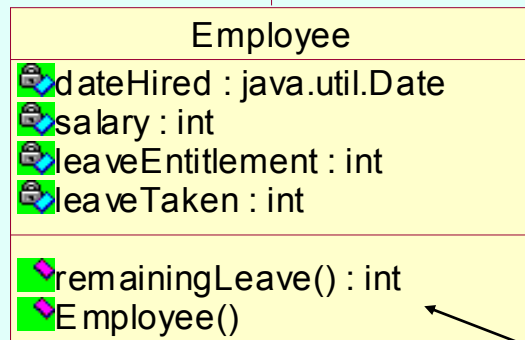 Employee
dateHired : java.util.Date
salary : int
leaveEntitlement : int
leaveTaken : int
remainingLeave() : int
Employee()